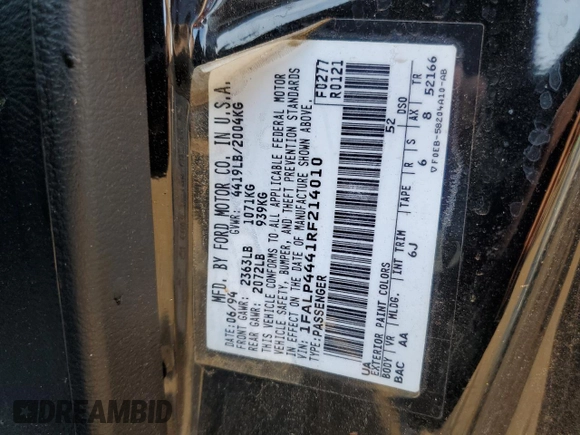 MFD. BY FORD MOTOR CO. IN U.S.A.
DATE: 06/94 GVWR: 4419LB/2004KG
FRONT GAWR: 2363LB 1071KG
REAR GAWR: 2072LB 939KG
THIS VEHICLE CONFORMS TO ALL APPLICABLE FEDERAL MOTOR
VEHICLE SAFETY, BUMPER, AND THEFT PREVENTION STANDARDS
IN EFFECT ON THE DATE OF MANUFACTURE SHOWN ABOVE.
VIN: 1FALP4441RF214010
TYPE: PASSENGER
F0277
R0121
UA
EXTERIOR PAINT COLORS 52 DSO
BODY VR MLDG. INT TRIM TAPE R S AX TR
BAC AA 6J 6 8 52166
▽F0EB-58204A10-AB
DREAMBID